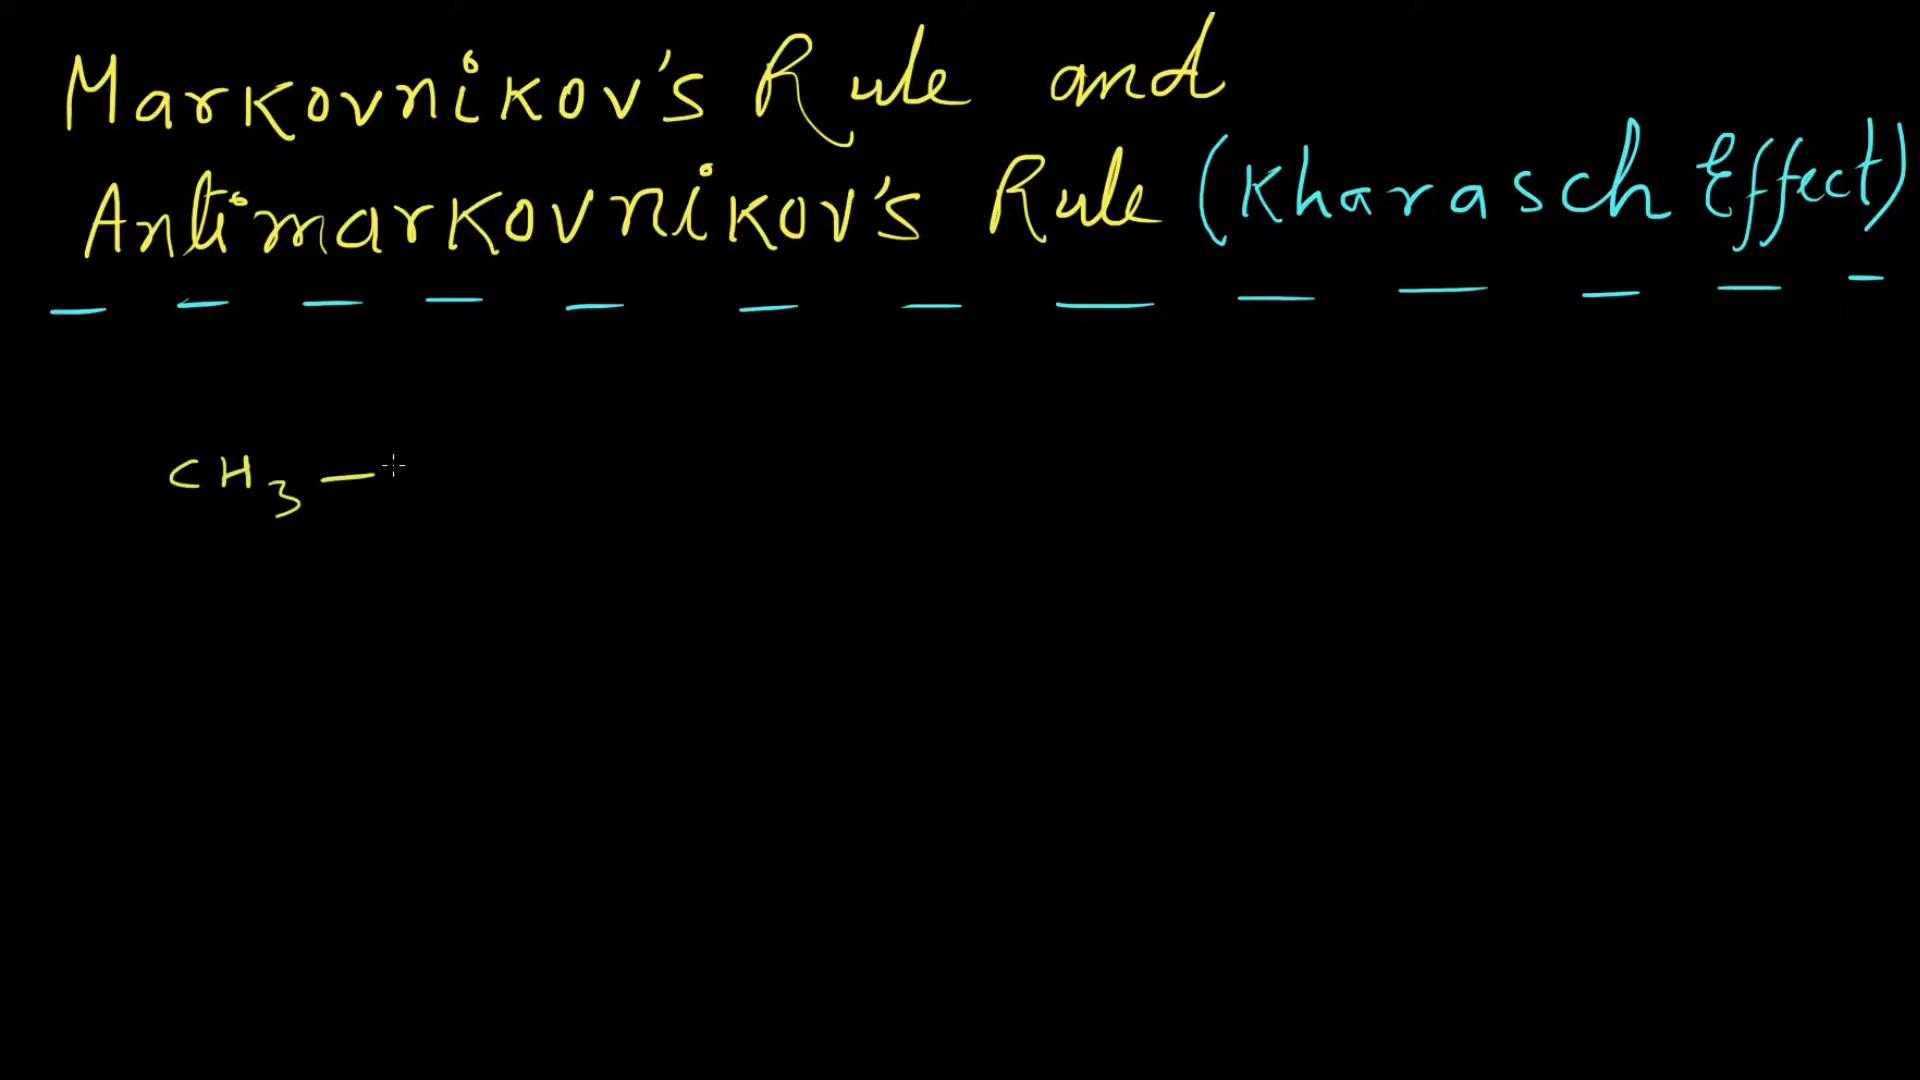 Markovnikov's Rule and
Antimarkovnikov's Rule (Kharasch Effect)
CH₃ —